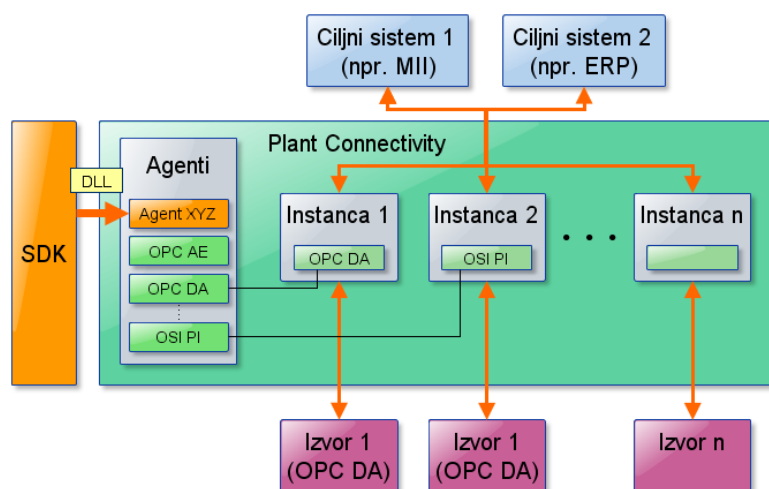 Ciljni sistem 1
(npr. MII)
Ciljni sistem 2
(npr. ERP)
Plant Connectivity
SDK
DLL
Agenti
Agent XYZ
OPC AE
OPC DA
OSI PI
Instanca 1
OPC DA
Instanca 2
OSI PI
Instanca n
Izvor 1
(OPC DA)
Izvor 1
(OPC DA)
Izvor n